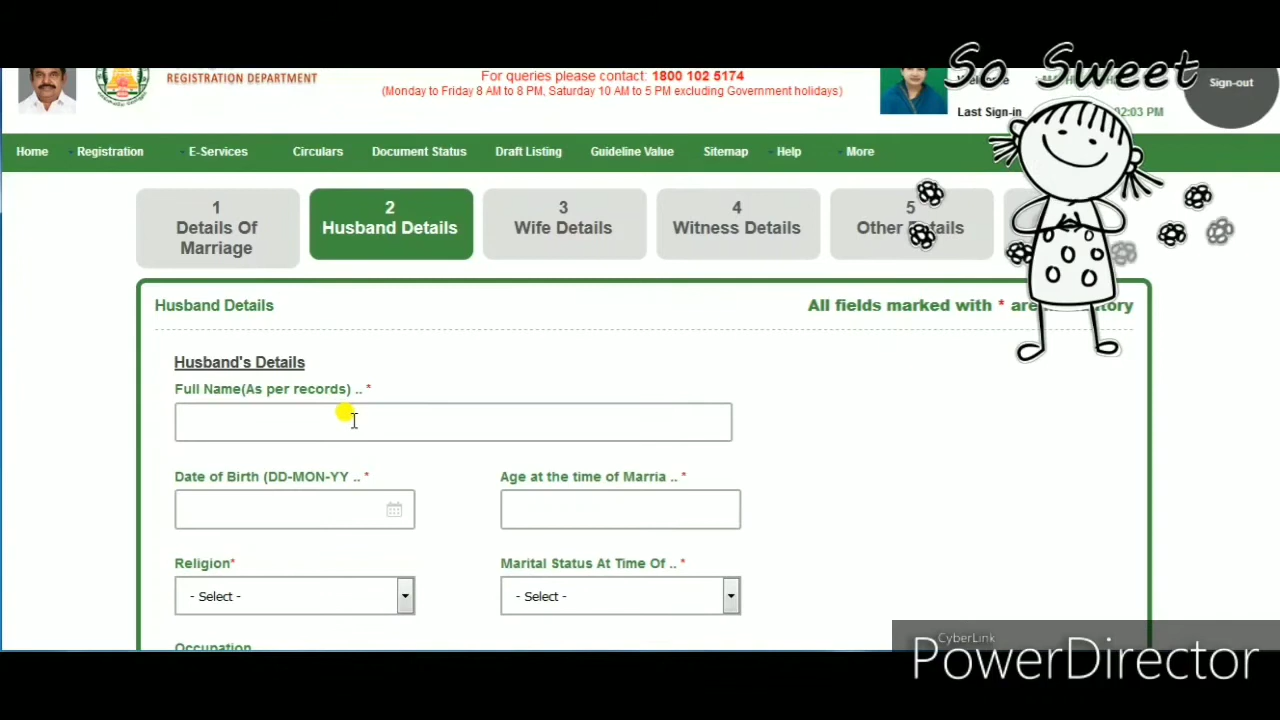 So Sweet
REGISTRATION DEPARTMENT
For queries please contact: 1800 102 5174
(Monday to Friday 8 AM to 8 PM, Saturday 10 AM to 5 PM excluding Government holidays)
Last Sign-in
02:03 PM
Sign-out
Home
Registration
E-Services
Circulars
Document Status
Draft Listing
Guideline Value
Sitemap
Help
More
1
Details Of
Marriage
2
Husband Details
3
Wife Details
4
Witness Details
5
Other Details
Husband Details
All fields marked with * are
Husband's Details
Full Name(As per records) .. *
Date of Birth (DD-MON-YY .. *
Age at the time of Marria .. *
Religion*
Marital Status At Time Of .. *
- Select -
- Select -
Occupation
CyberLink
PowerDirector